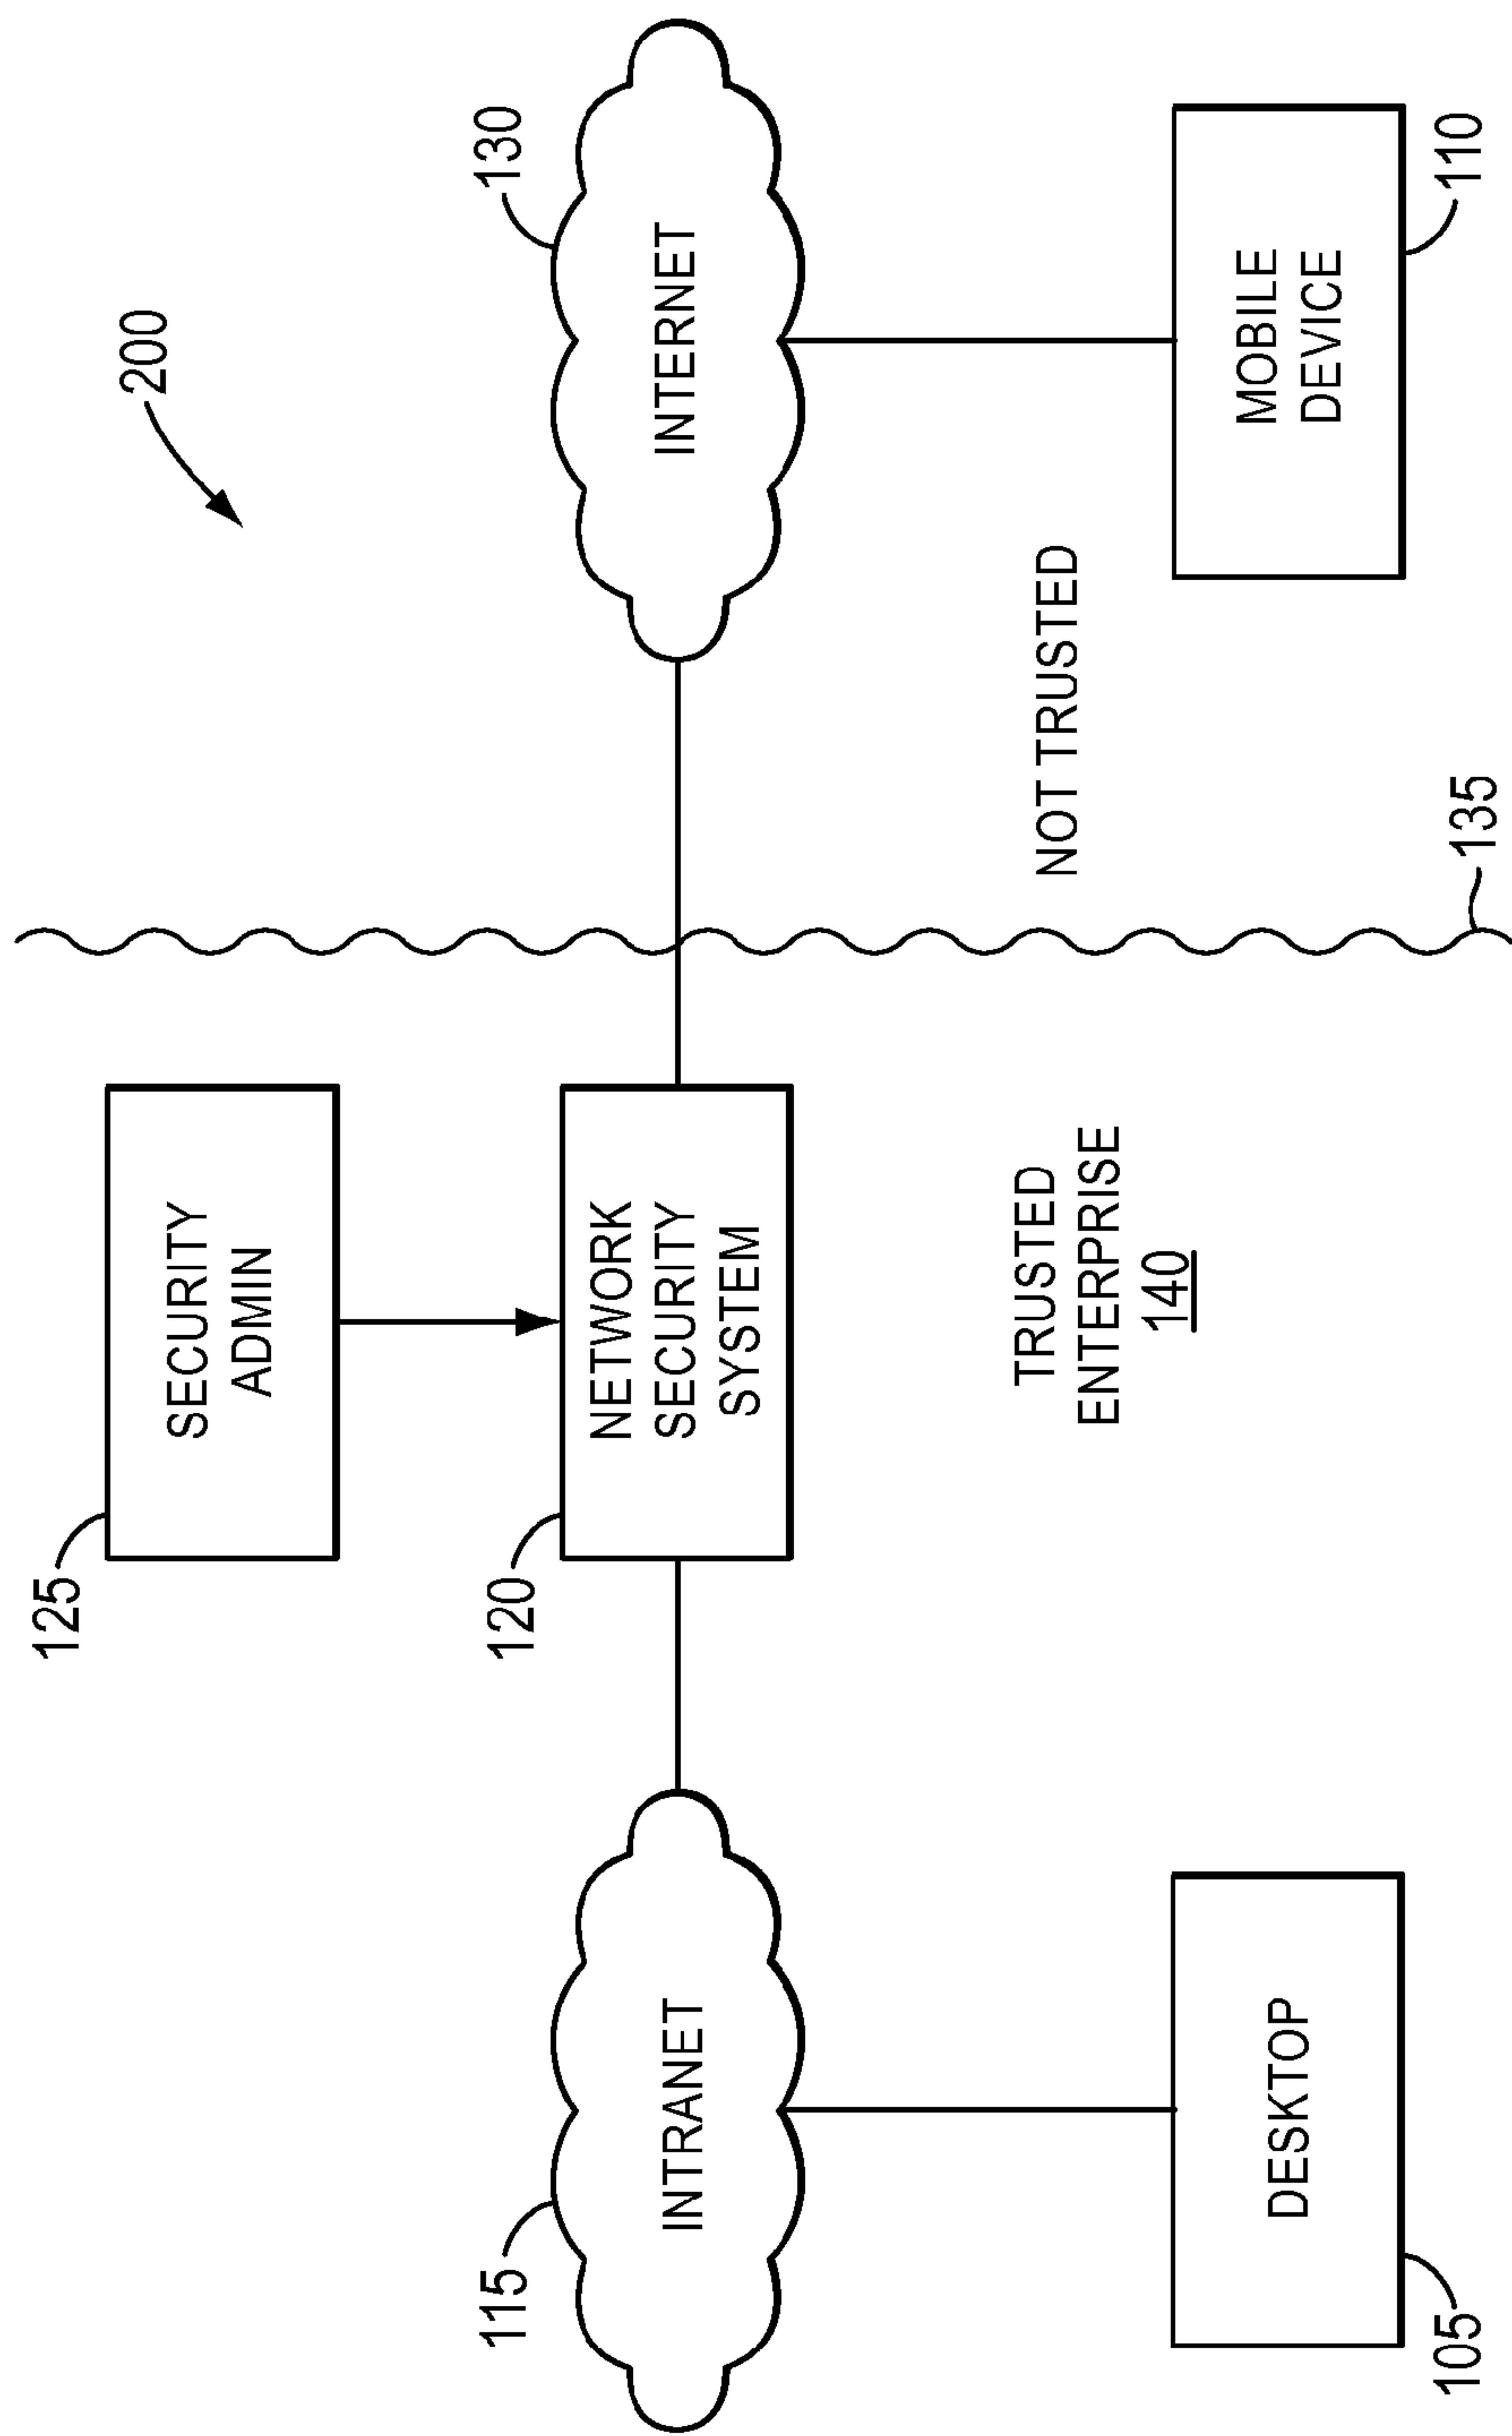 200
125
SECURITY
ADMIN
115
INTRANET
120
NETWORK
SECURITY
SYSTEM
130
INTERNET
TRUSTED
ENTERPRISE
140
NOT TRUSTED
DESKTOP
105
135
MOBILE
DEVICE
110